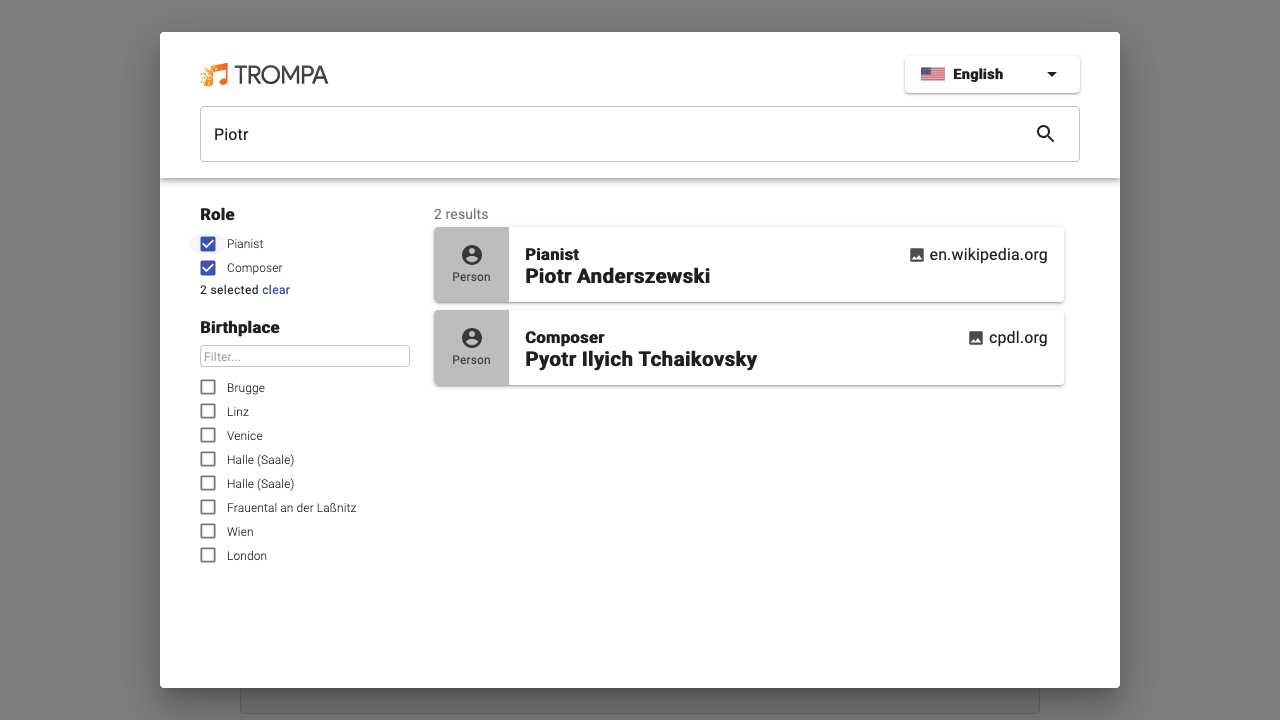 TROMPA
English
Piotr
Role
Pianist
Composer
2 selected clear
Birthplace
Filter...
Brugge
Linz
Venice
Halle (Saale)
Halle (Saale)
Frauental an der Laßnitz
Wien
London
2 results
Person
Pianist
Piotr Anderszewski
en.wikipedia.org
Person
Composer
Pyotr Ilyich Tchaikovsky
cpdl.org